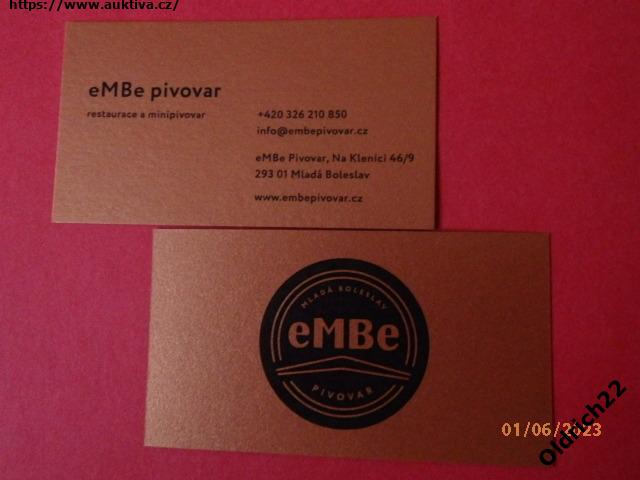 https://www.auktiva.cz/
eMBe pivovar
restaurace a minipivovar
+420 326 210 850
info@embepivovar.cz
eMBe Pivovar, Na Klenici 46/9
293 01 Mladá Boleslav
www.embepivovar.cz
MLADÁ BOLESLAV
eMBe
PIVOVAR
01/06/2023
Oldrich22